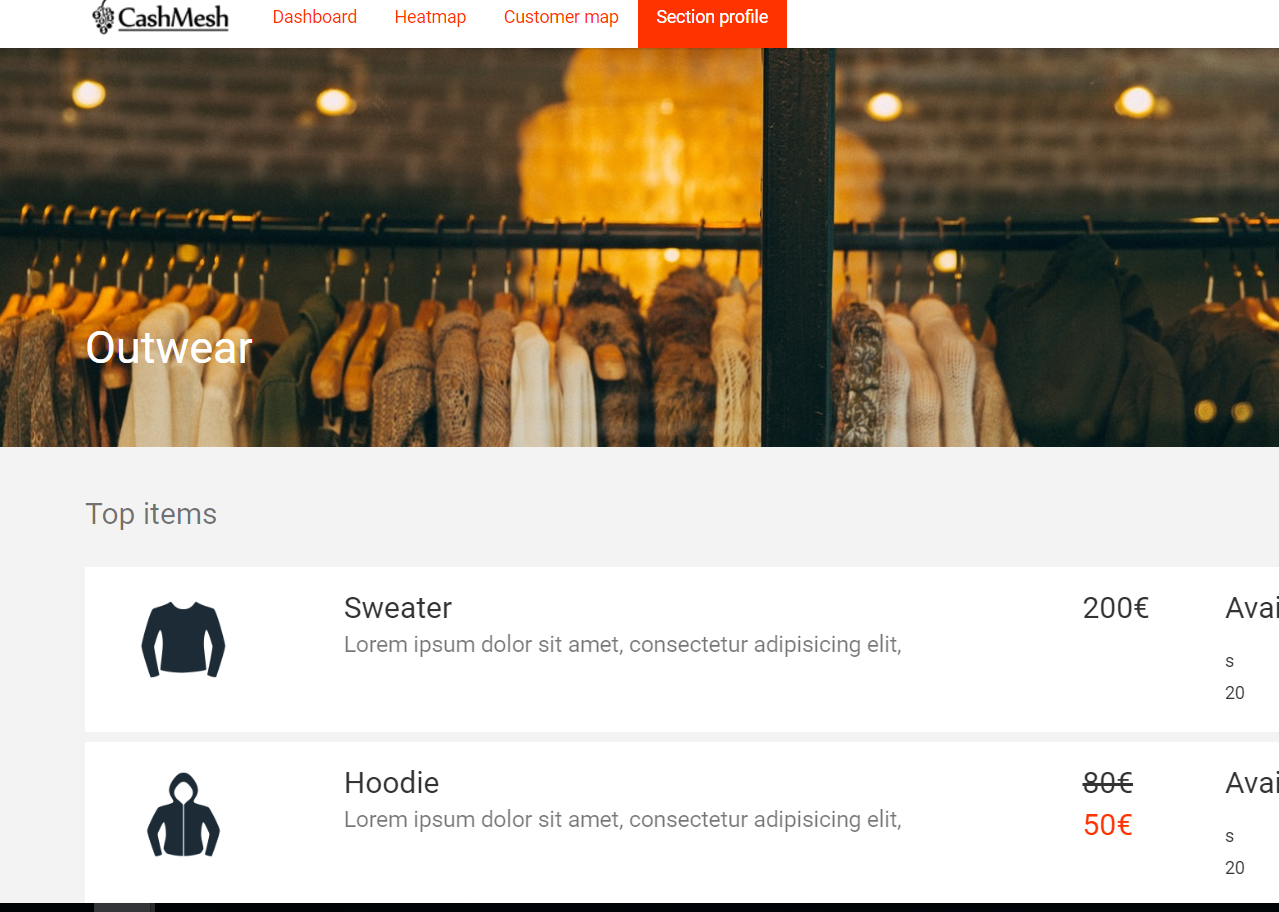 CashMesh Dashboard Heatmap Customer map Section profile
Outwear
Top items
Sweater 200€ Avai
Lorem ipsum dolor sit amet, consectetur adipisicing elit,
s
20
Hoodie 80€ Avai
Lorem ipsum dolor sit amet, consectetur adipisicing elit,
50€
s
20